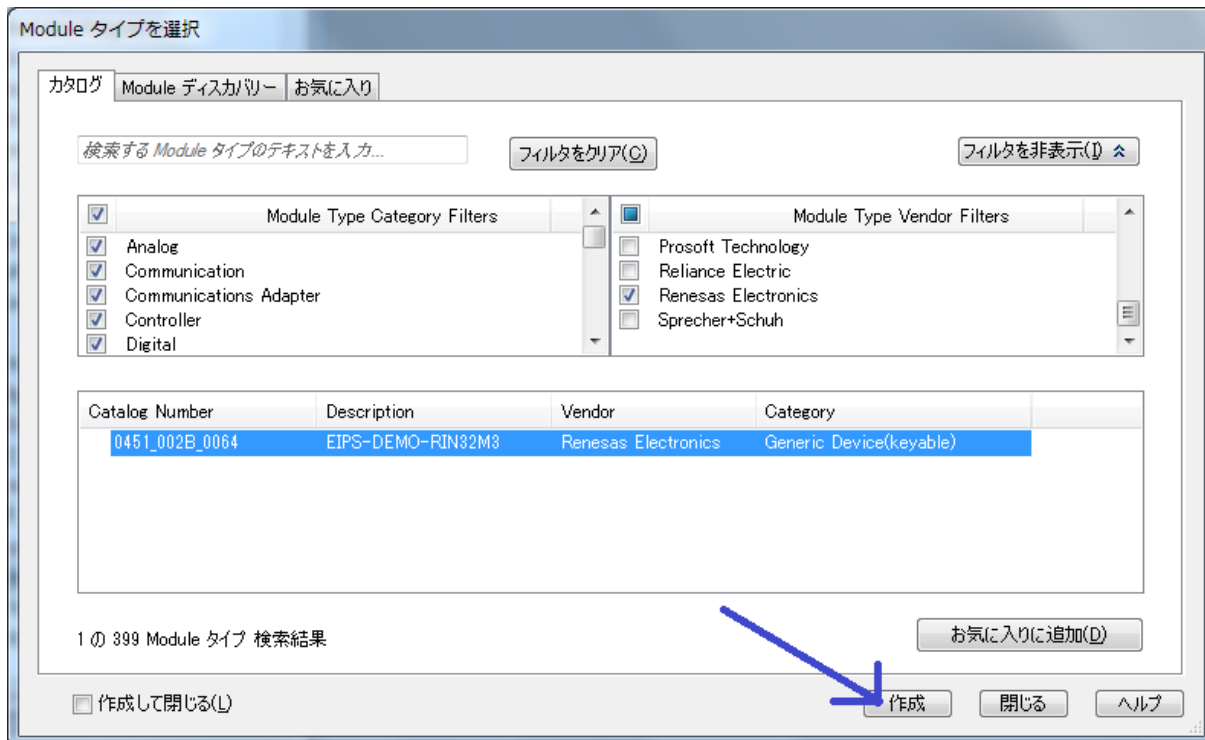 Module タイプを選択
カタログ Module ディスカバリー お気に入り
検索する Module タイプのテキストを入力... フィルタをクリア(C) フィルタを非表示(I)
Module Type Category Filters Module Type Vendor Filters
Analog Prosoft Technology
Communication Reliance Electric
Communications Adapter Renesas Electronics
Controller Sprecher+Schuh
Digital
Catalog Number Description Vendor Category
0451_002B_0064 EIPS-DEMO-RIN32M3 Renesas Electronics Generic Device(keyable)
1 の 399 Module タイプ 検索結果 お気に入りに追加(D)
作成して閉じる(L) 作成 閉じる ヘルプ